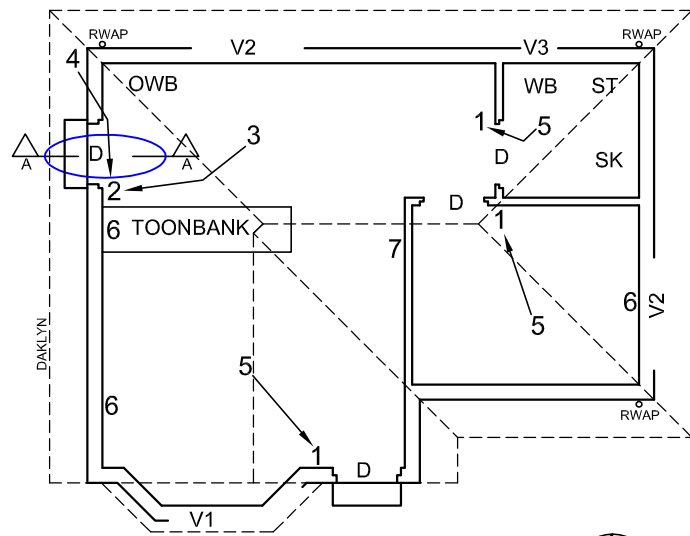 RWAP V2 V3 RWAP
4 OWB WB ST
1 5
3
A D A D SK
2
D
6 TOONBANK 7 1
6 V2
DAKLYN 5
5
6 RWAP
1 D
V1